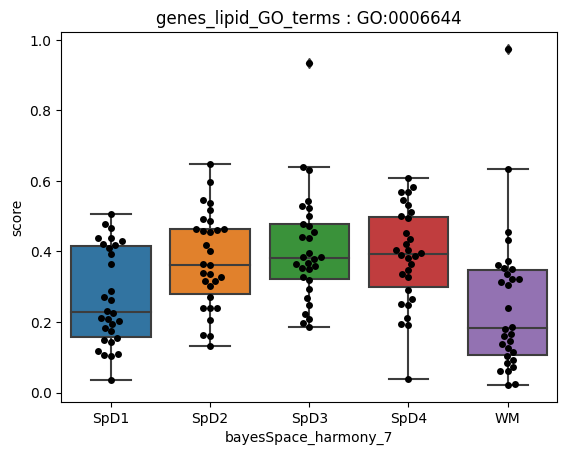 genes_lipid_GO_terms : GO:0006644
1.0
0.8
0.6
0.4
0.2
0.0
score
SpD1 SpD2 SpD3 SpD4 WM
bayesSpace_harmony_7